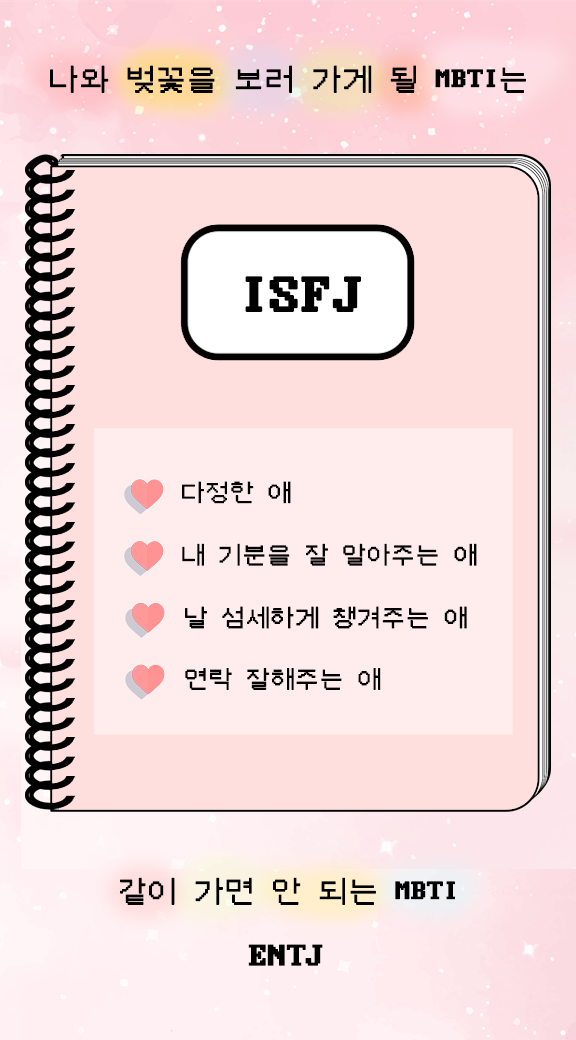 나와 벚꽃을 보러 가게 될 MBTI는
ISFJ
다정한 애
내 기분을 잘 말아주는 애
날 섬세하게 챙겨주는 애
연락 잘해주는 애
같이 가면 안 되는 MBTI
ENTJ